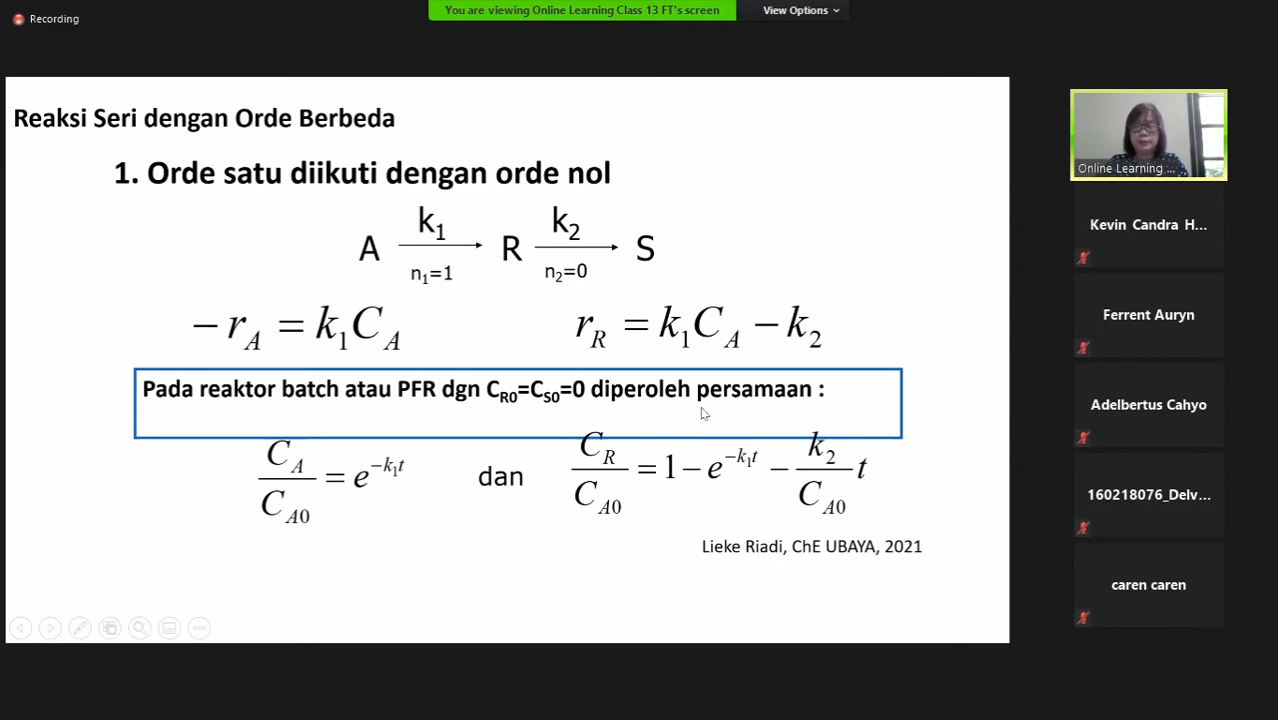 Recording
You are viewing Online Learning Class 13 FT's screen
View Options
Reaksi Seri dengan Orde Berbeda
1. Orde satu diikuti dengan orde nol
k1 k2
A R S
n1=1 n2=0
−rA = k1CA rR = k1CA − k2
Pada reaktor batch atau PFR dgn CR0=CS0=0 diperoleh persamaan :
CA/CA0 = e^−k1t dan CR/CA0 = 1 − e^−k1t − k2/CA0 t
Lieke Riadi, ChE UBAYA, 2021
Online Learning ...
Kevin Candra H...
Ferrent Auryn
Adelbertus Cahyo
160218076_Delv...
caren caren